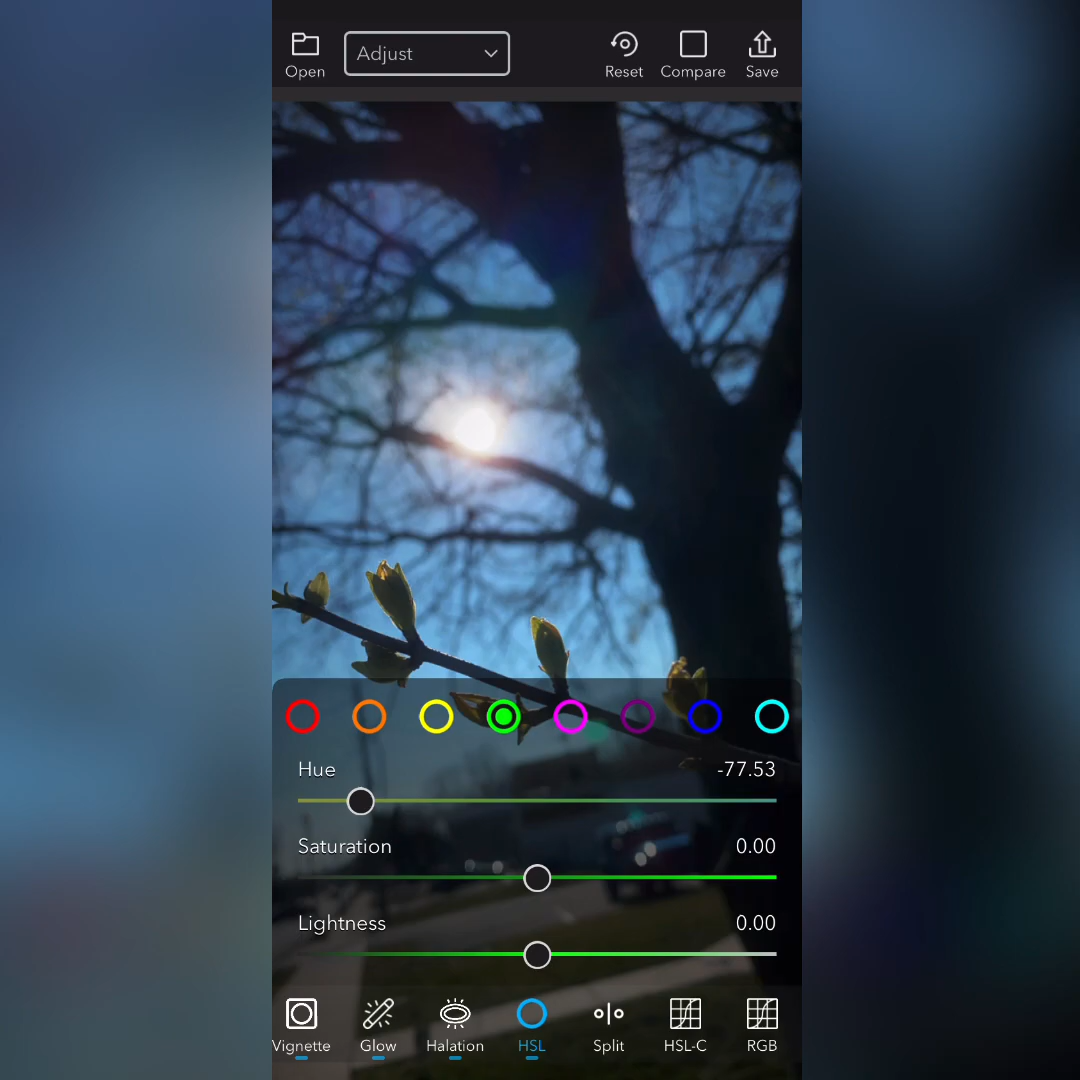 Open
Adjust
Reset
Compare
Save
Hue
-77.53
Saturation
0.00
Lightness
0.00
Vignette
Glow
Halation
HSL
Split
HSL-C
RGB